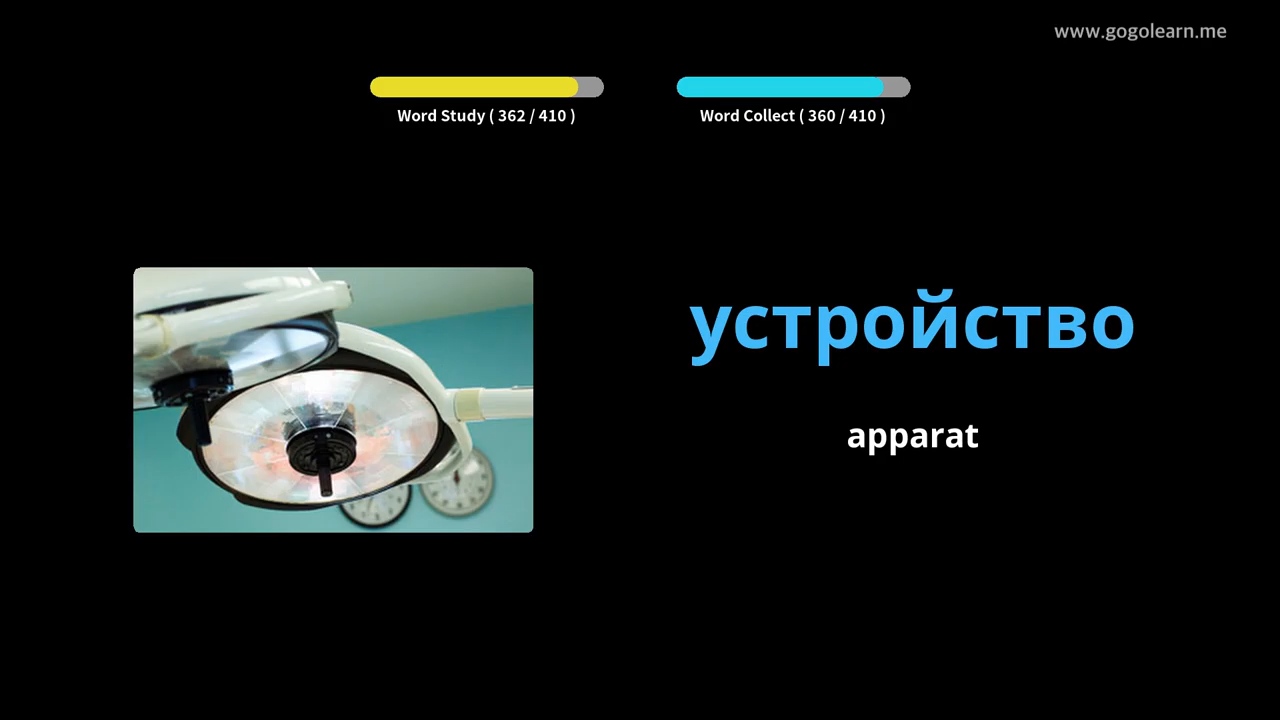 www.gogolearn.me
Word Study ( 362 / 410 )
Word Collect ( 360 / 410 )
устройство
apparat